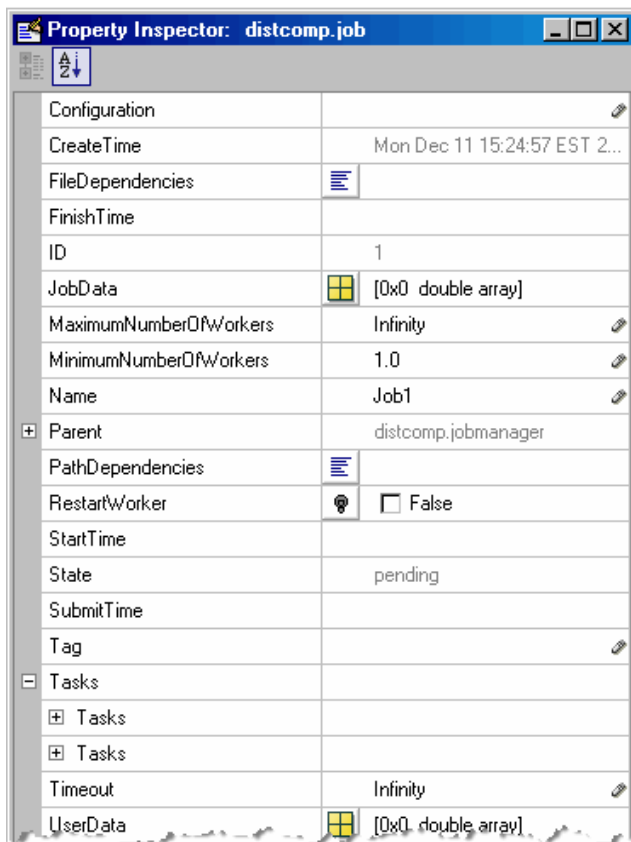 Property Inspector: distcomp.job
A
Z
Configuration
CreateTime Mon Dec 11 15:24:57 EST 2...
FileDependencies
FinishTime
ID 1
JobData [0x0 double array]
MaximumNumberOfWorkers Infinity
MinimumNumberOfWorkers 1.0
Name Job1
Parent distcomp.jobmanager
PathDependencies
RestartWorker False
StartTime
State pending
SubmitTime
Tag
Tasks
Tasks
Tasks
Timeout Infinity
UserData [0x0 double array]